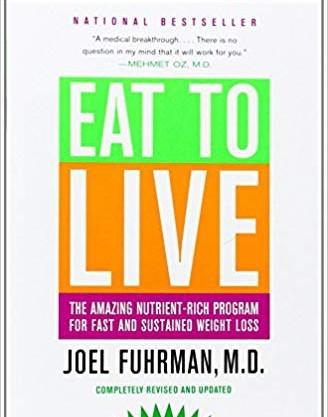 NATIONAL BESTSELLER
"A medical breakthrough. . . . There is no
question in my mind that it will work for you."
—MEHMET OZ, M.D.
EAT TO
LIVE
THE AMAZING NUTRIENT-RICH PROGRAM
FOR FAST AND SUSTAINED WEIGHT LOSS
JOEL FUHRMAN, M.D.
COMPLETELY REVISED AND UPDATED